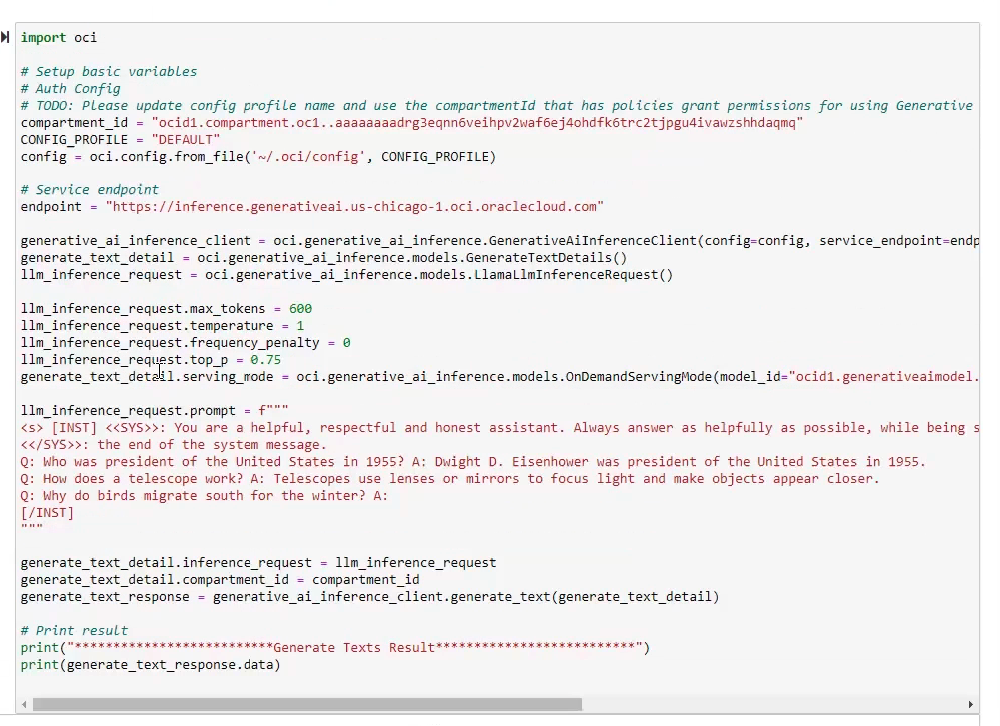 import oci
# Setup basic variables
# Auth Config
# TODO: Please update config profile name and use the compartmentId that has policies grant permissions for using Generative
compartment_id = "ocid1.compartment.oc1..aaaaaaaadrg3eqnn6veihpv2waf6ej4ohdfk6trc2tjpgu4ivawzshhdaqmq"
CONFIG_PROFILE = "DEFAULT"
config = oci.config.from_file('~/.oci/config', CONFIG_PROFILE)
# Service endpoint
endpoint = "https://inference.generativeai.us-chicago-1.oci.oraclecloud.com"
generative_ai_inference_client = oci.generative_ai_inference.GenerativeAiInferenceClient(config=config, service_endpoint=endp
generate_text_detail = oci.generative_ai_inference.models.GenerateTextDetails()
llm_inference_request = oci.generative_ai_inference.models.LlamaLlmInferenceRequest()
llm_inference_request.max_tokens = 600
llm_inference_request.temperature = 1
llm_inference_request.frequency_penalty = 0
llm_inference_request.top_p = 0.75
generate_text_detail.serving_mode = oci.generative_ai_inference.models.OnDemandServingMode(model_id="ocid1.generativeaimodel.
llm_inference_request.prompt = f"""
<s> [INST] <<SYS>>: You are a helpful, respectful and honest assistant. Always answer as helpfully as possible, while being s
<</SYS>>: the end of the system message.
Q: Who was president of the United States in 1955? A: Dwight D. Eisenhower was president of the United States in 1955.
Q: How does a telescope work? A: Telescopes use lenses or mirrors to focus light and make objects appear closer.
Q: Why do birds migrate south for the winter? A:
[/INST]
"""
generate_text_detail.inference_request = llm_inference_request
generate_text_detail.compartment_id = compartment_id
generate_text_response = generative_ai_inference_client.generate_text(generate_text_detail)
# Print result
print("**************************Generate Texts Result**************************")
print(generate_text_response.data)